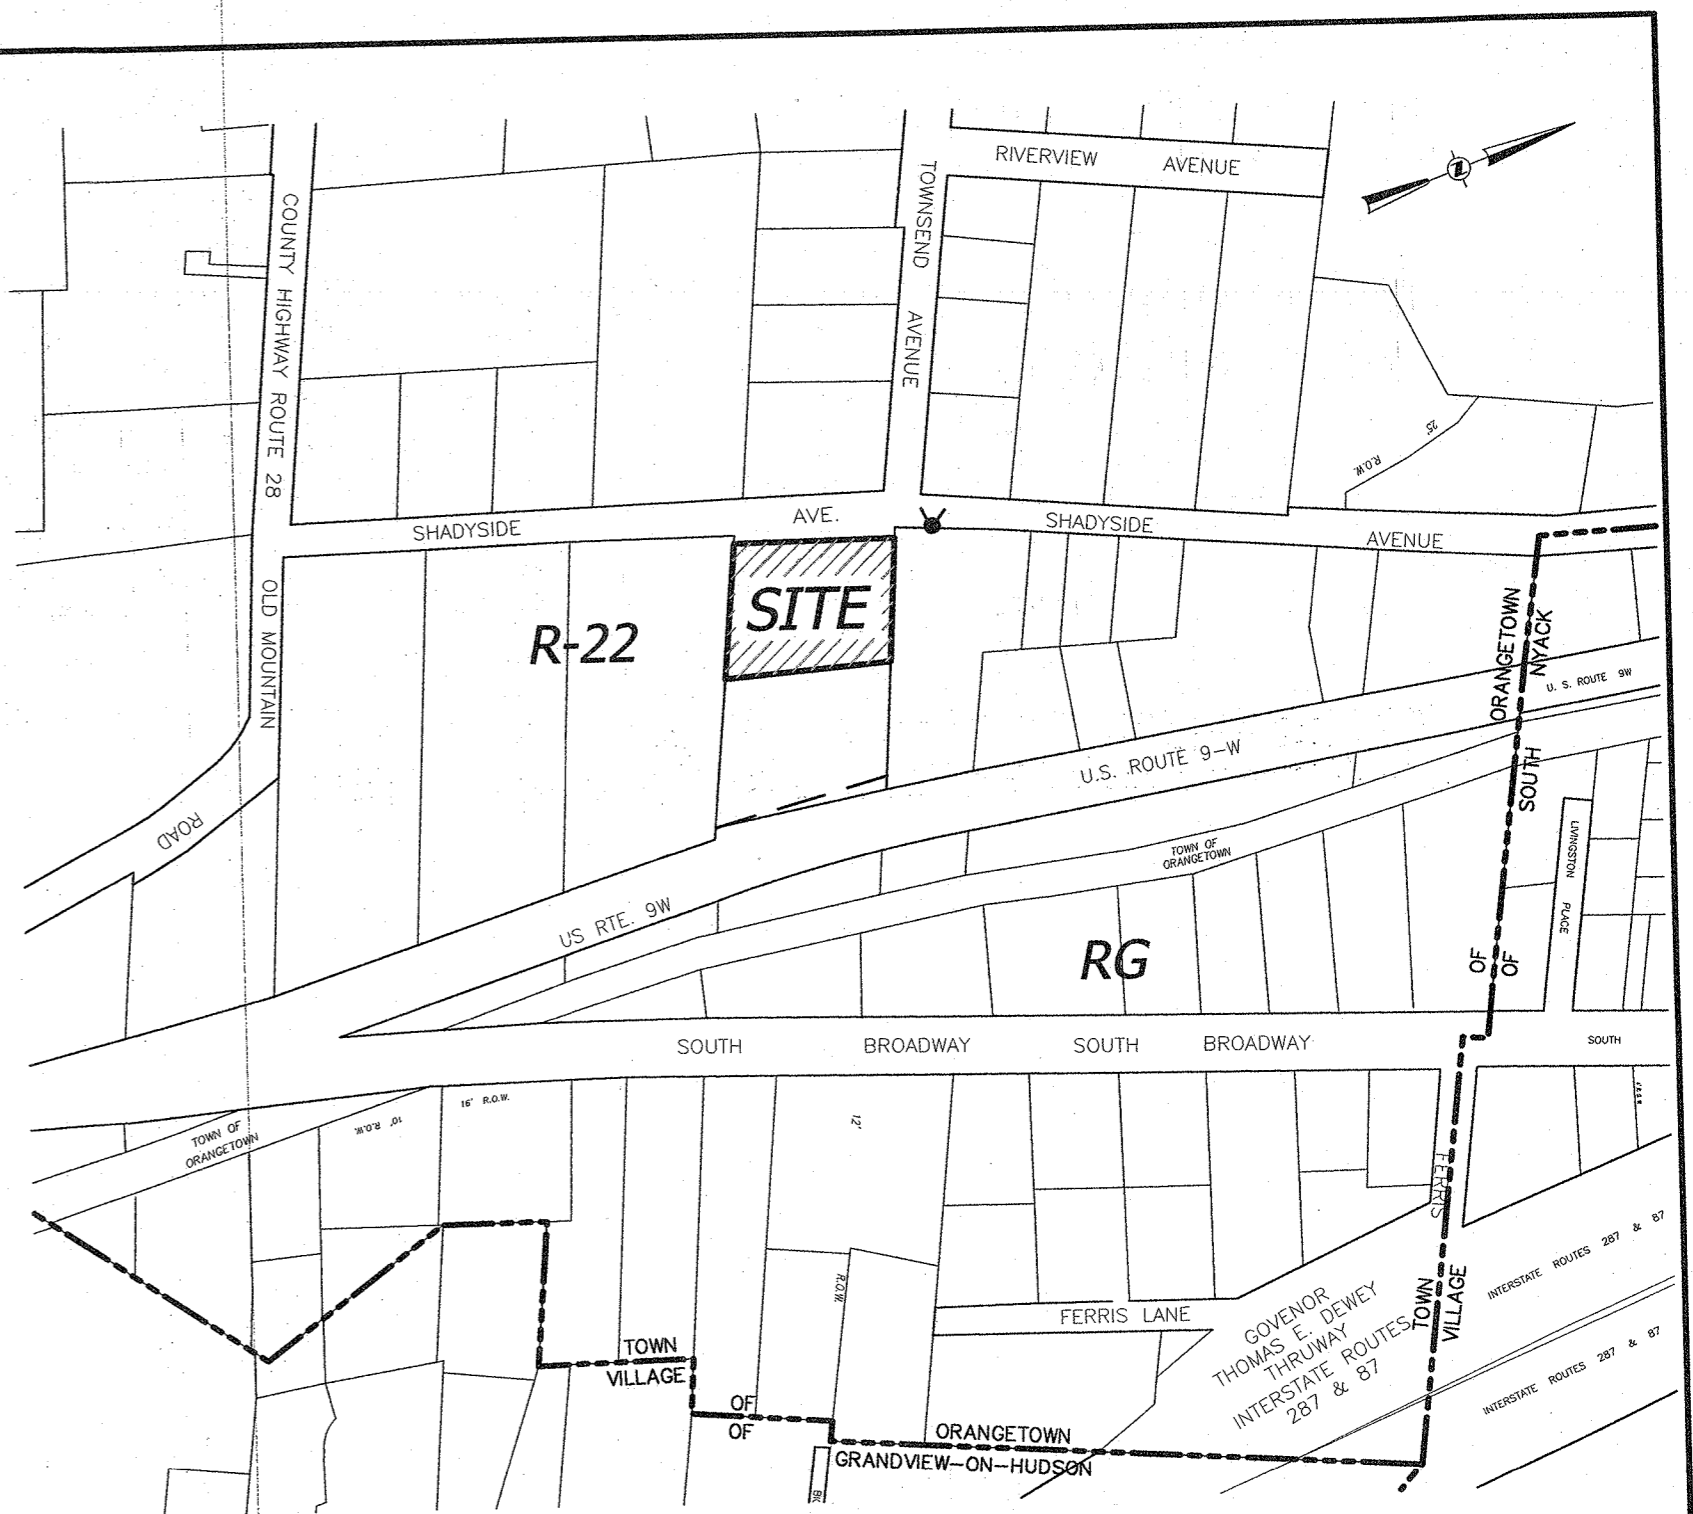 RIVERVIEW AVENUE
TOWNSEND AVENUE
COUNTY HIGHWAY ROUTE 28
Z
25'
R.O.W.
SHADYSIDE AVE.
SHADYSIDE AVENUE
SITE
R-22
OLD MOUNTAIN
ROAD
ORANGETOWN
NYACK
SOUTH
OF
OF
U. S. ROUTE 9W
U.S. ROUTE 9-W
US RTE. 9W
TOWN OF
ORANGETOWN
LIVINGSTON PLACE
RG
SOUTH BROADWAY SOUTH BROADWAY
SOUTH
16' R.O.W.
10' R.O.W.
TOWN OF
ORANGETOWN
12'
R.O.W.
FERRIS
FERRIS LANE
TOWN
VILLAGE
GOVENOR
THOMAS E. DEWEY
THRUWAY
INTERSTATE ROUTES
287 & 87
INTERSTATE ROUTES 287 & 87
INTERSTATE ROUTES 287 & 87
TOWN
VILLAGE
OF
OF
ORANGETOWN
GRANDVIEW-ON-HUDSON